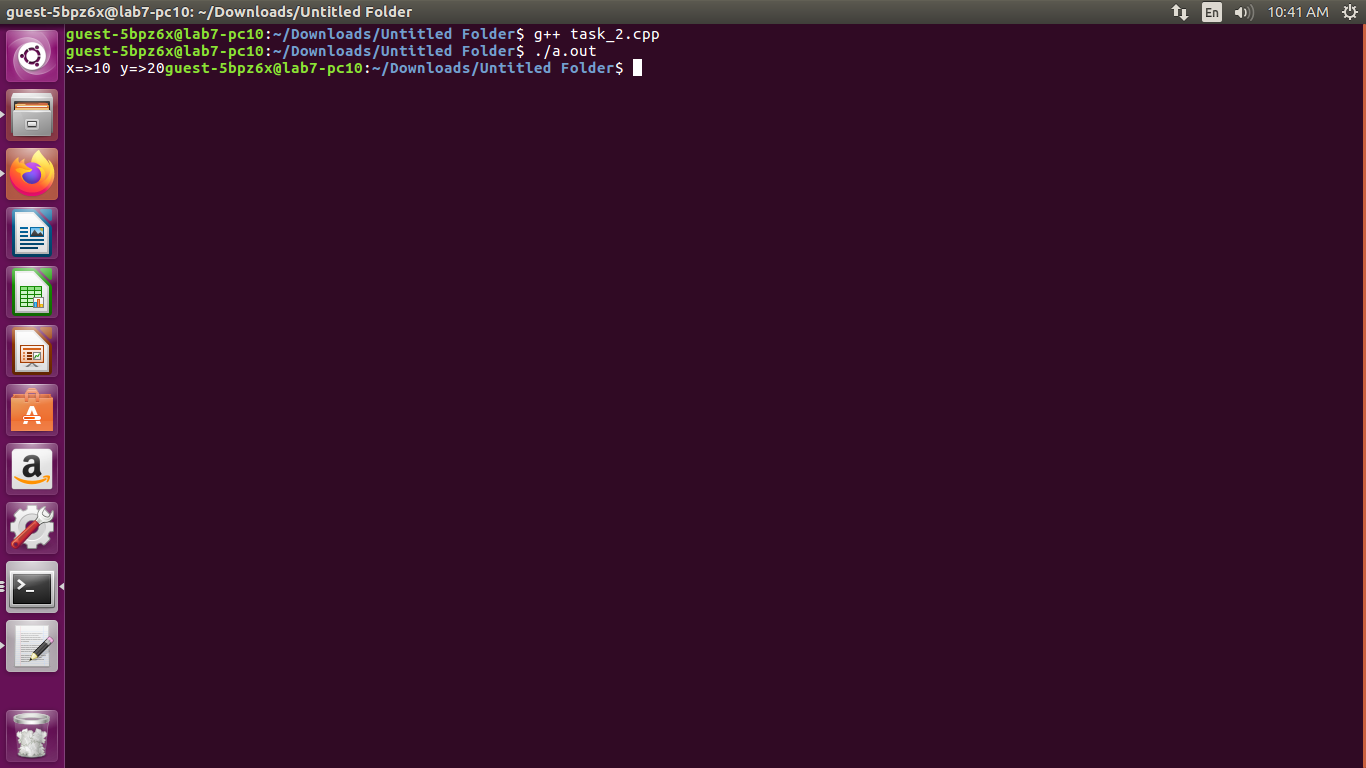 guest-5bpz6x@lab7-pc10: ~/Downloads/Untitled Folder
En
10:41 AM
guest-5bpz6x@lab7-pc10:~/Downloads/Untitled Folder$ g++ task_2.cpp
guest-5bpz6x@lab7-pc10:~/Downloads/Untitled Folder$ ./a.out
x=>10 y=>20guest-5bpz6x@lab7-pc10:~/Downloads/Untitled Folder$